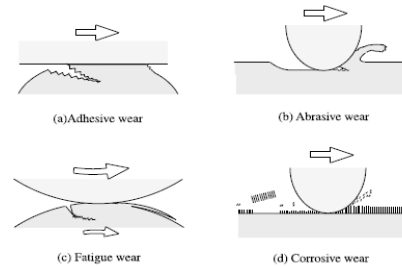 (a)Adhesive wear
(b) Abrasive wear
(c) Fatigue wear
(d) Corrosive wear